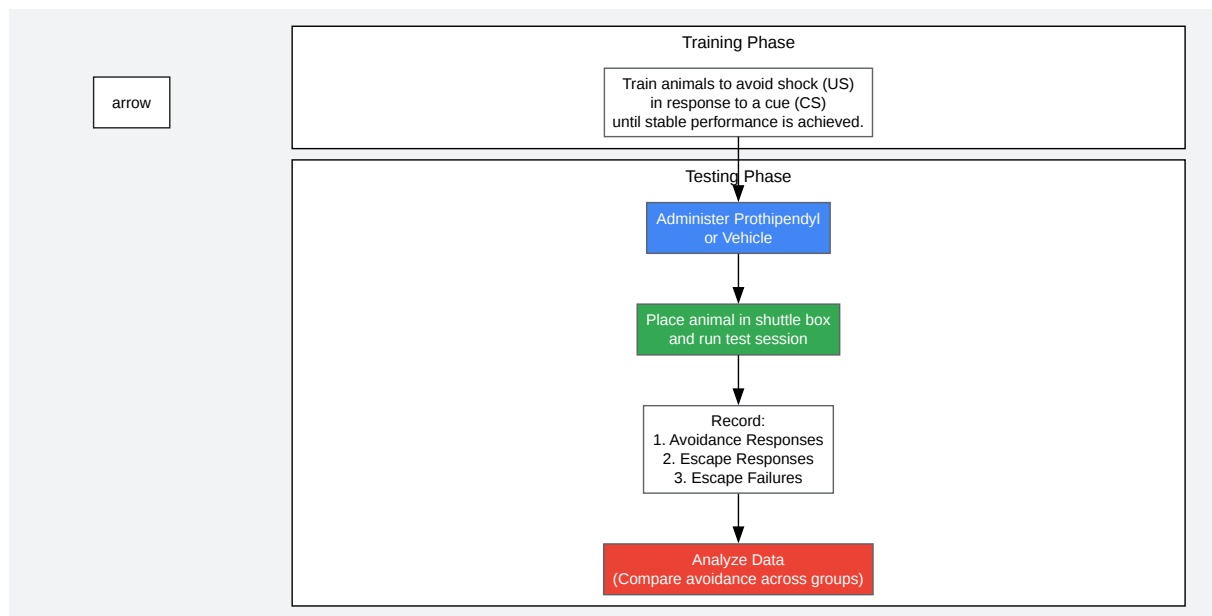 Training Phase
arrow
Train animals to avoid shock (US)
in response to a cue (CS)
until stable performance is achieved.
Testing Phase
Administer Prothipendyl
or Vehicle
Place animal in shuttle box
and run test session
Record:
1. Avoidance Responses
2. Escape Responses
3. Escape Failures
Analyze Data
(Compare avoidance across groups)